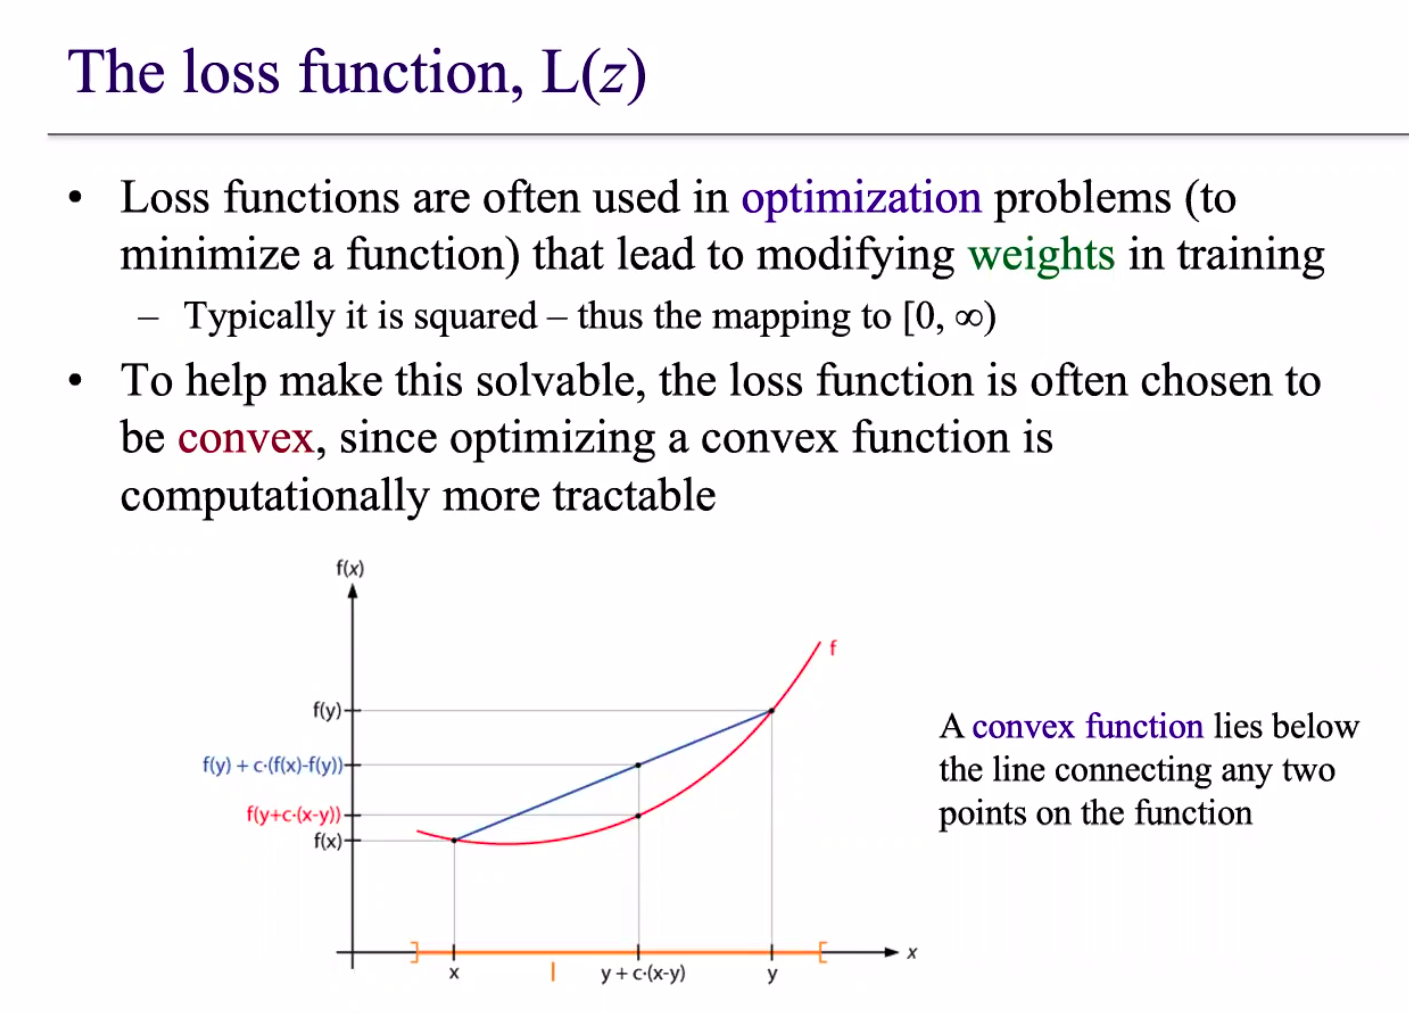 The loss function, L(z)
• Loss functions are often used in optimization problems (to
minimize a function) that lead to modifying weights in training
– Typically it is squared – thus the mapping to [0, ∞)
• To help make this solvable, the loss function is often chosen to
be convex, since optimizing a convex function is
computationally more tractable
f(x)
f
f(y)
f(y) + c·(f(x)-f(y))
f(y+c·(x-y))
f(x)
x
x
I
y + c·(x-y)
y
A convex function lies below
the line connecting any two
points on the function